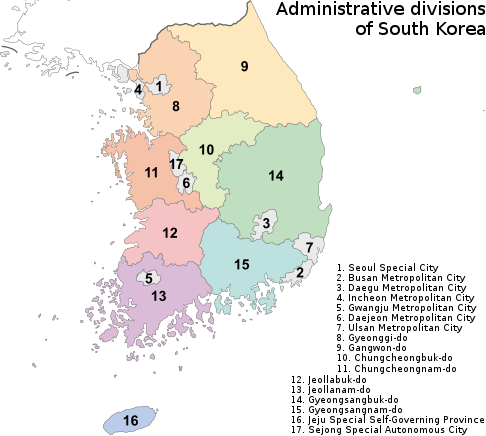 Administrative divisions
of South Korea
9
4
1
8
10
17
11
6
14
3
12
7
15
2
5
13
16
1. Seoul Special City
2. Busan Metropolitan City
3. Daegu Metropolitan City
4. Incheon Metropolitan City
5. Gwangju Metropolitan City
6. Daejeon Metropolitan City
7. Ulsan Metropolitan City
8. Gyeonggi-do
9. Gangwon-do
10. Chungcheongbuk-do
11. Chungcheongnam-do
12. Jeollabuk-do
13. Jeollanam-do
14. Gyeongsangbuk-do
15. Gyeongsangnam-do
16. Jeju Special Self-Governing Province
17. Sejong Special Autonomous City